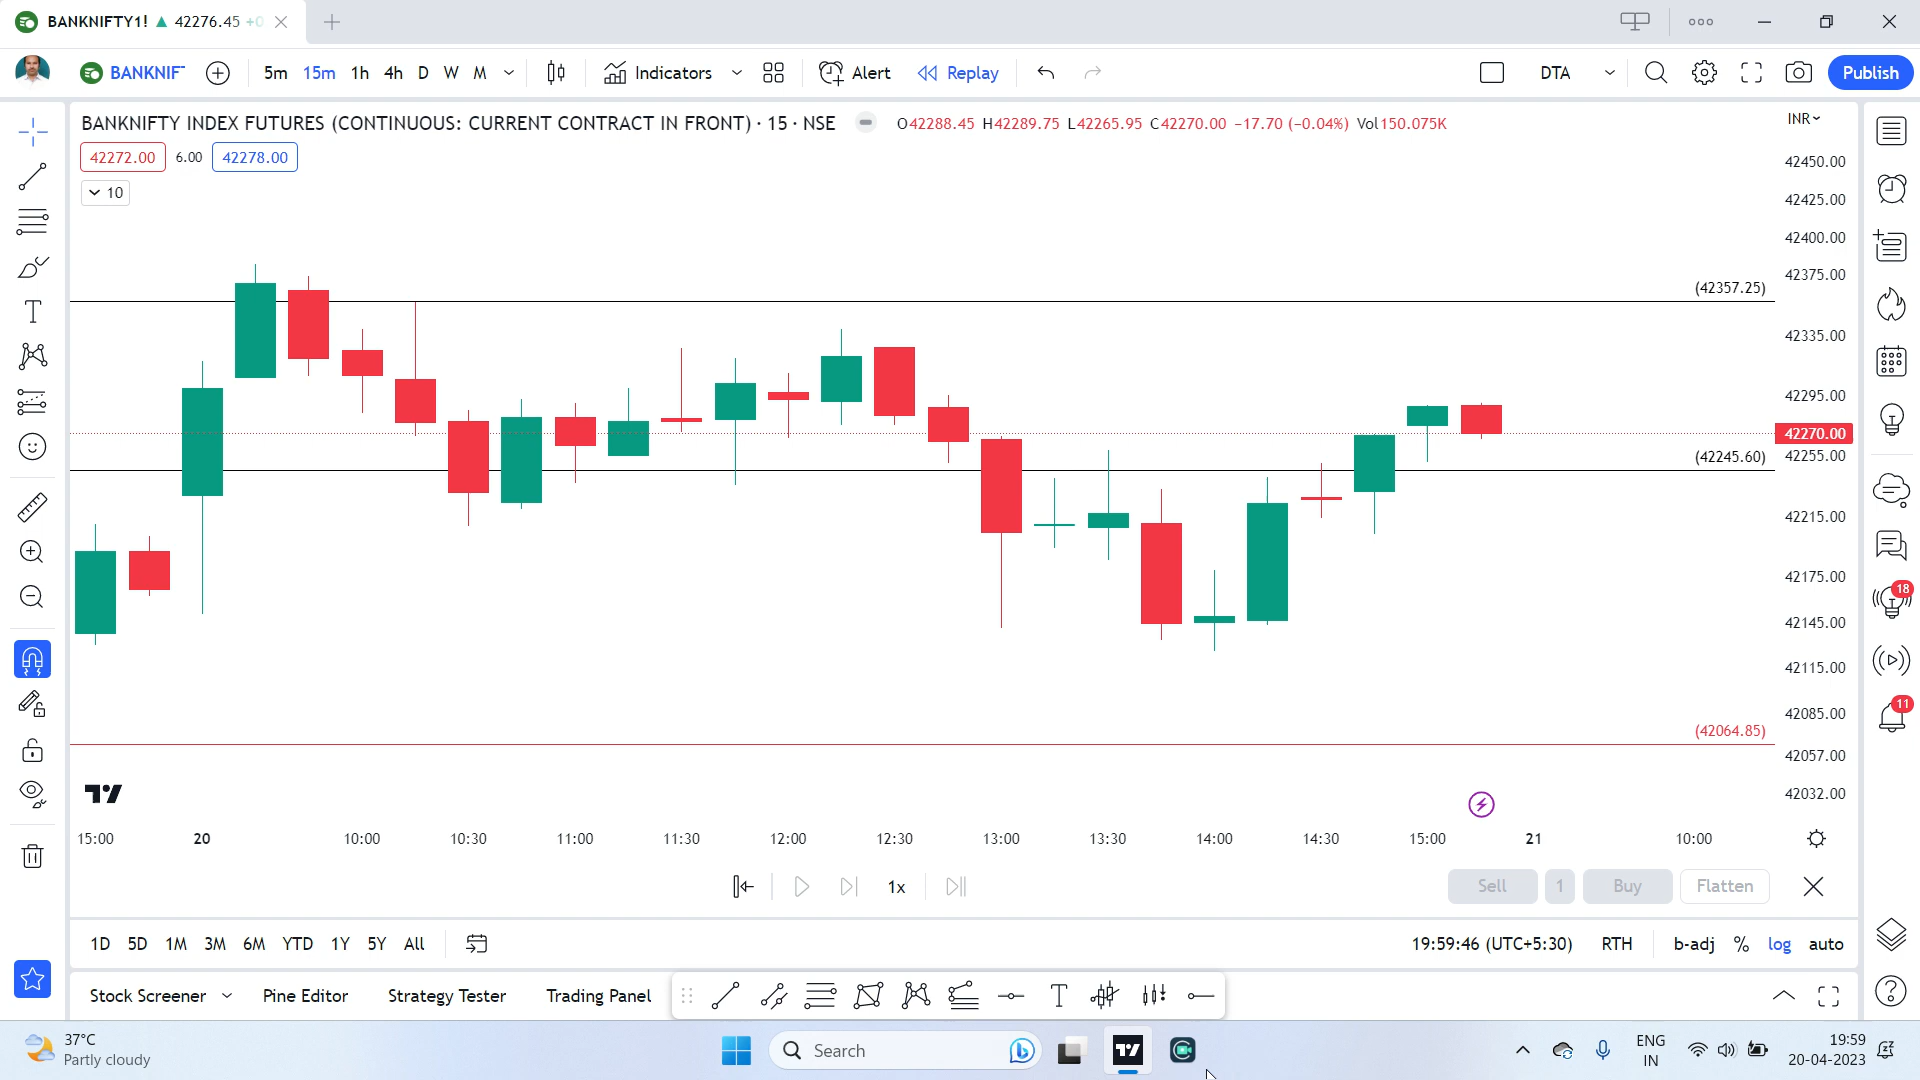 BANKNIFTY1! ▲ 42276.45 +0
BANKNIF 5m 15m 1h 4h D W M Indicators Alert Replay DTA Publish
BANKNIFTY INDEX FUTURES (CONTINUOUS: CURRENT CONTRACT IN FRONT) · 15 · NSE O42288.45 H42289.75 L42265.95 C42270.00 −17.70 (−0.04%) Vol150.075K INR
42272.00 6.00 42278.00
10
42450.00
42425.00
42400.00
42375.00
(42357.25)
42335.00
42295.00
42270.00
(42245.60) 42255.00
42215.00
42175.00
18
42145.00
42115.00
11
42085.00
(42064.85)
42057.00
42032.00
15:00 20 10:00 10:30 11:00 11:30 12:00 12:30 13:00 13:30 14:00 14:30 15:00 21 10:00
1x Sell 1 Buy Flatten
1D 5D 1M 3M 6M YTD 1Y 5Y All 19:59:46 (UTC+5:30) RTH b-adj % log auto
Stock Screener Pine Editor Strategy Tester Trading Panel
37°C
Partly cloudy
Search
ENG
IN
19:59
20-04-2023